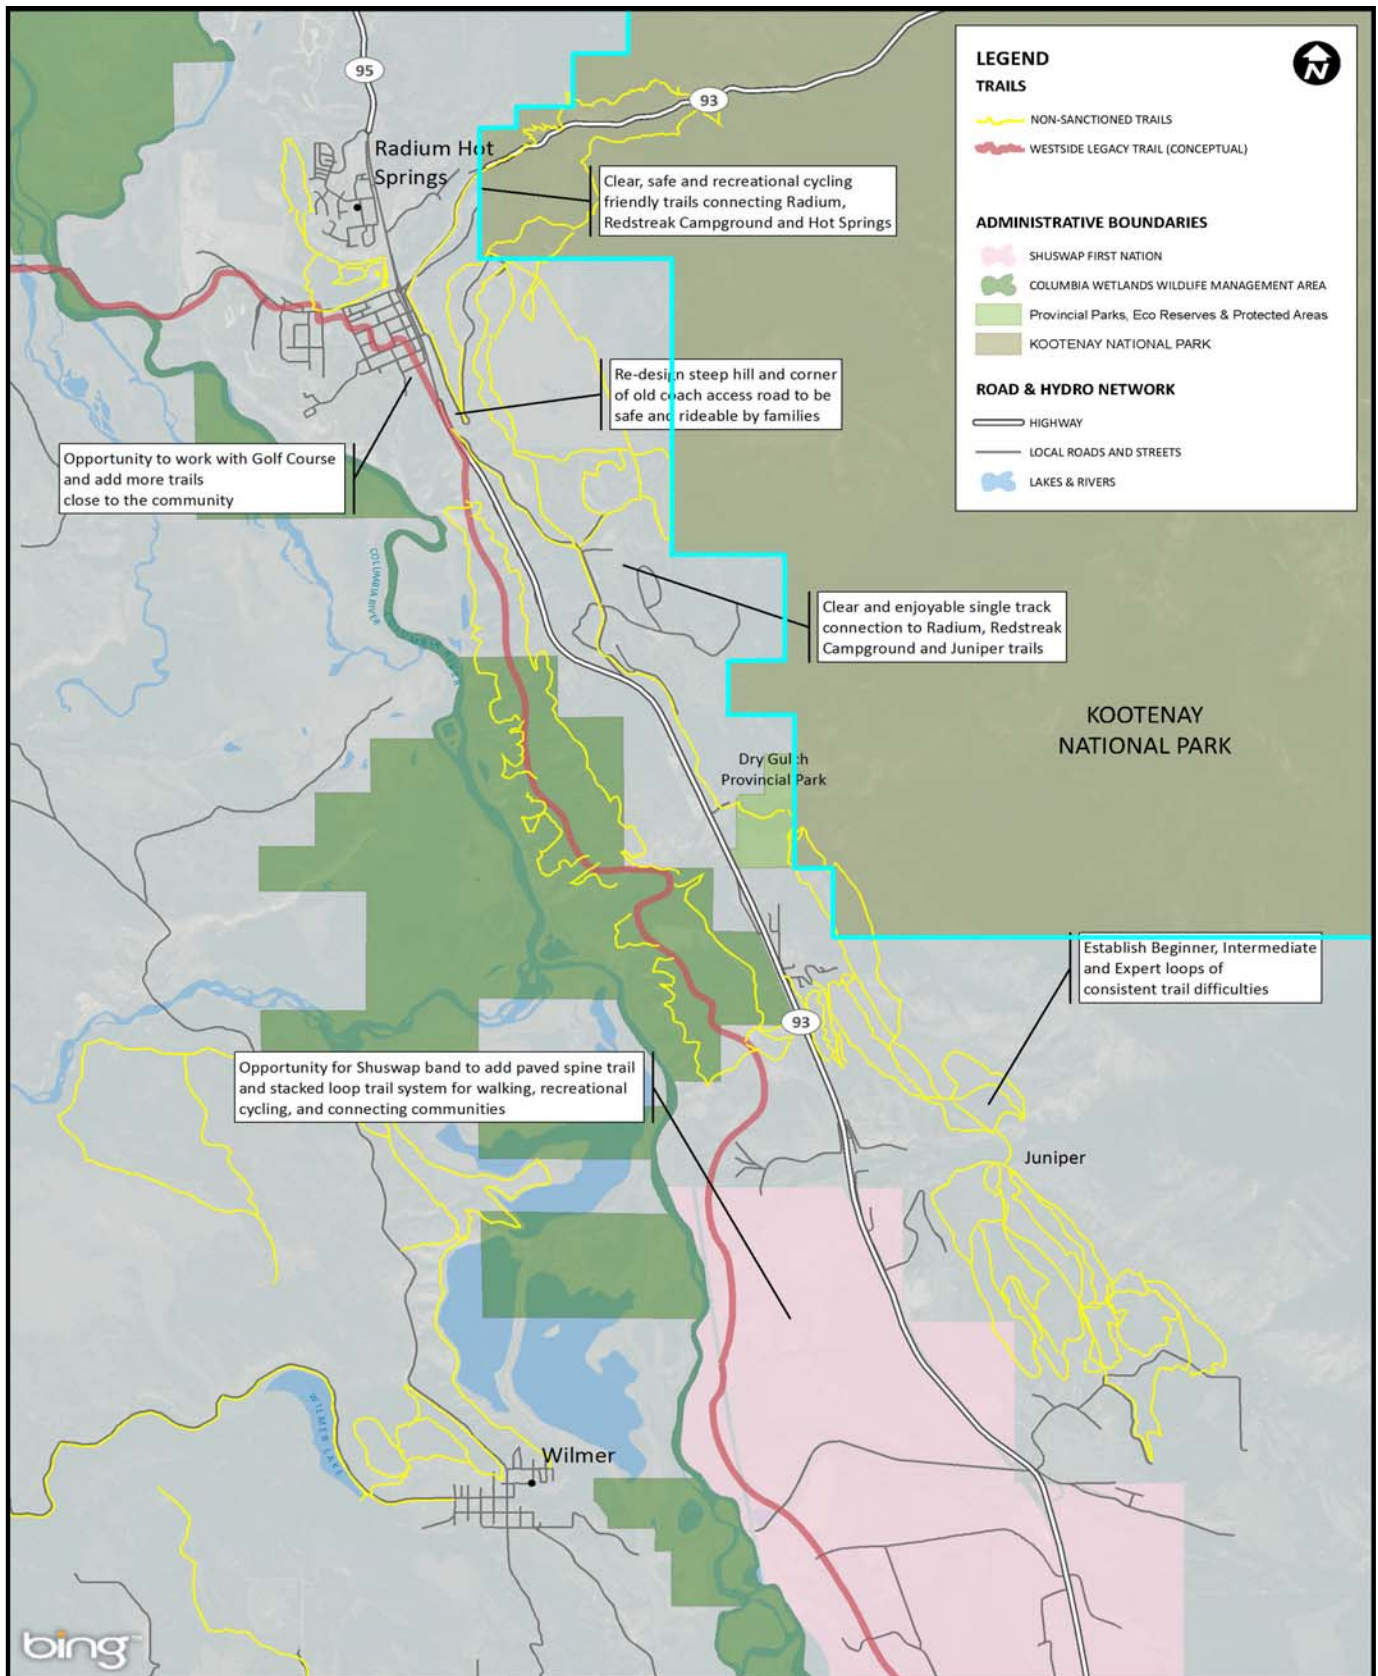 95
93
Radium Hot
Springs
LEGEND
TRAILS
NON-SANCTIONED TRAILS
WESTSIDE LEGACY TRAIL (CONCEPTUAL)
ADMINISTRATIVE BOUNDARIES
SHUSWAP FIRST NATION
COLUMBIA WETLANDS WILDLIFE MANAGEMENT AREA
Provincial Parks, Eco Reserves & Protected Areas
KOOTENAY NATIONAL PARK
ROAD & HYDRO NETWORK
HIGHWAY
LOCAL ROADS AND STREETS
LAKES & RIVERS
N
Clear, safe and recreational cycling
friendly trails connecting Radium,
Redstreak Campground and Hot Springs
Re-design steep hill and corner
of old coach access road to be
safe and rideable by families
Opportunity to work with Golf Course
and add more trails
close to the community
COLUMBIA RIVER
Clear and enjoyable single track
connection to Radium, Redstreak
Campground and Juniper trails
KOOTENAY
NATIONAL PARK
Dry Gulch
Provincial Park
Establish Beginner, Intermediate
and Expert loops of
consistent trail difficulties
93
Opportunity for Shuswap band to add paved spine trail
and stacked loop trail system for walking, recreational
cycling, and connecting communities
Juniper
WILMER LAKE
Wilmer
bing